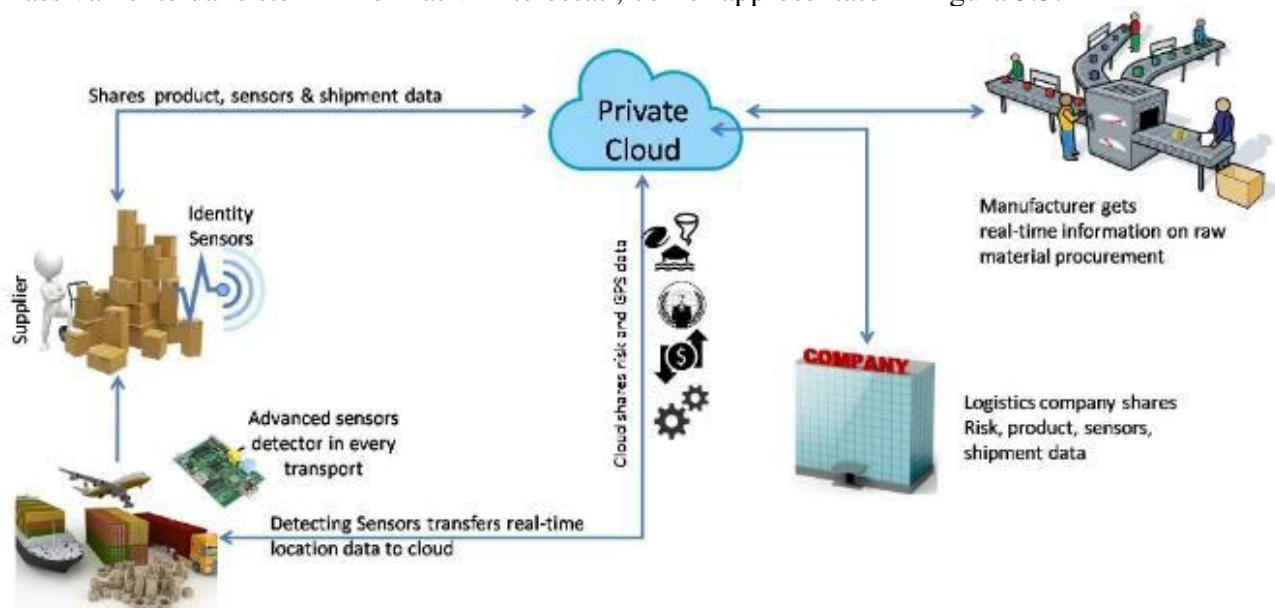 Shares product, sensors & shipment data
Private
Cloud
Identity
Sensors
Supplier
Manufacturer gets
real-time information on raw
material procurement
Cloud shares risk and GPS data
COMPANY
Logistics company shares
Risk, product, sensors,
shipment data
Advanced sensors
detector in every
transport
Detecting Sensors transfers real-time
location data to cloud